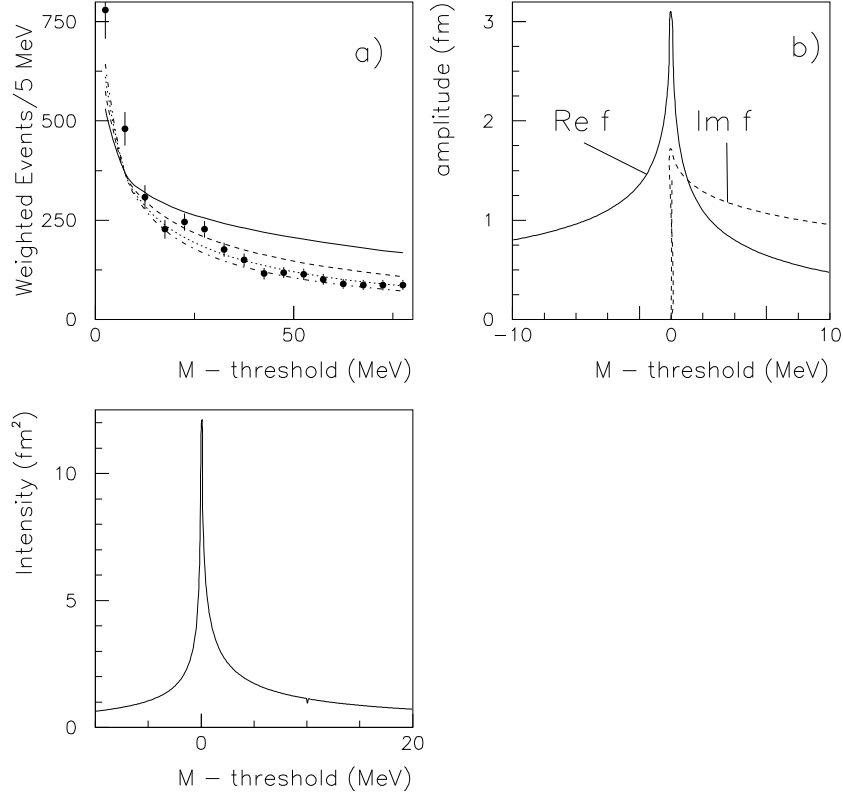 Weighted Events/5 MeV
750
500
250
0
a)
0
50
M – threshold (MeV)
amplitude (fm)
3
2
1
0
b)
Re f
Im f
–10
0
10
M – threshold (MeV)
Intensity (fm²)
10
5
0
0
20
M – threshold (MeV)